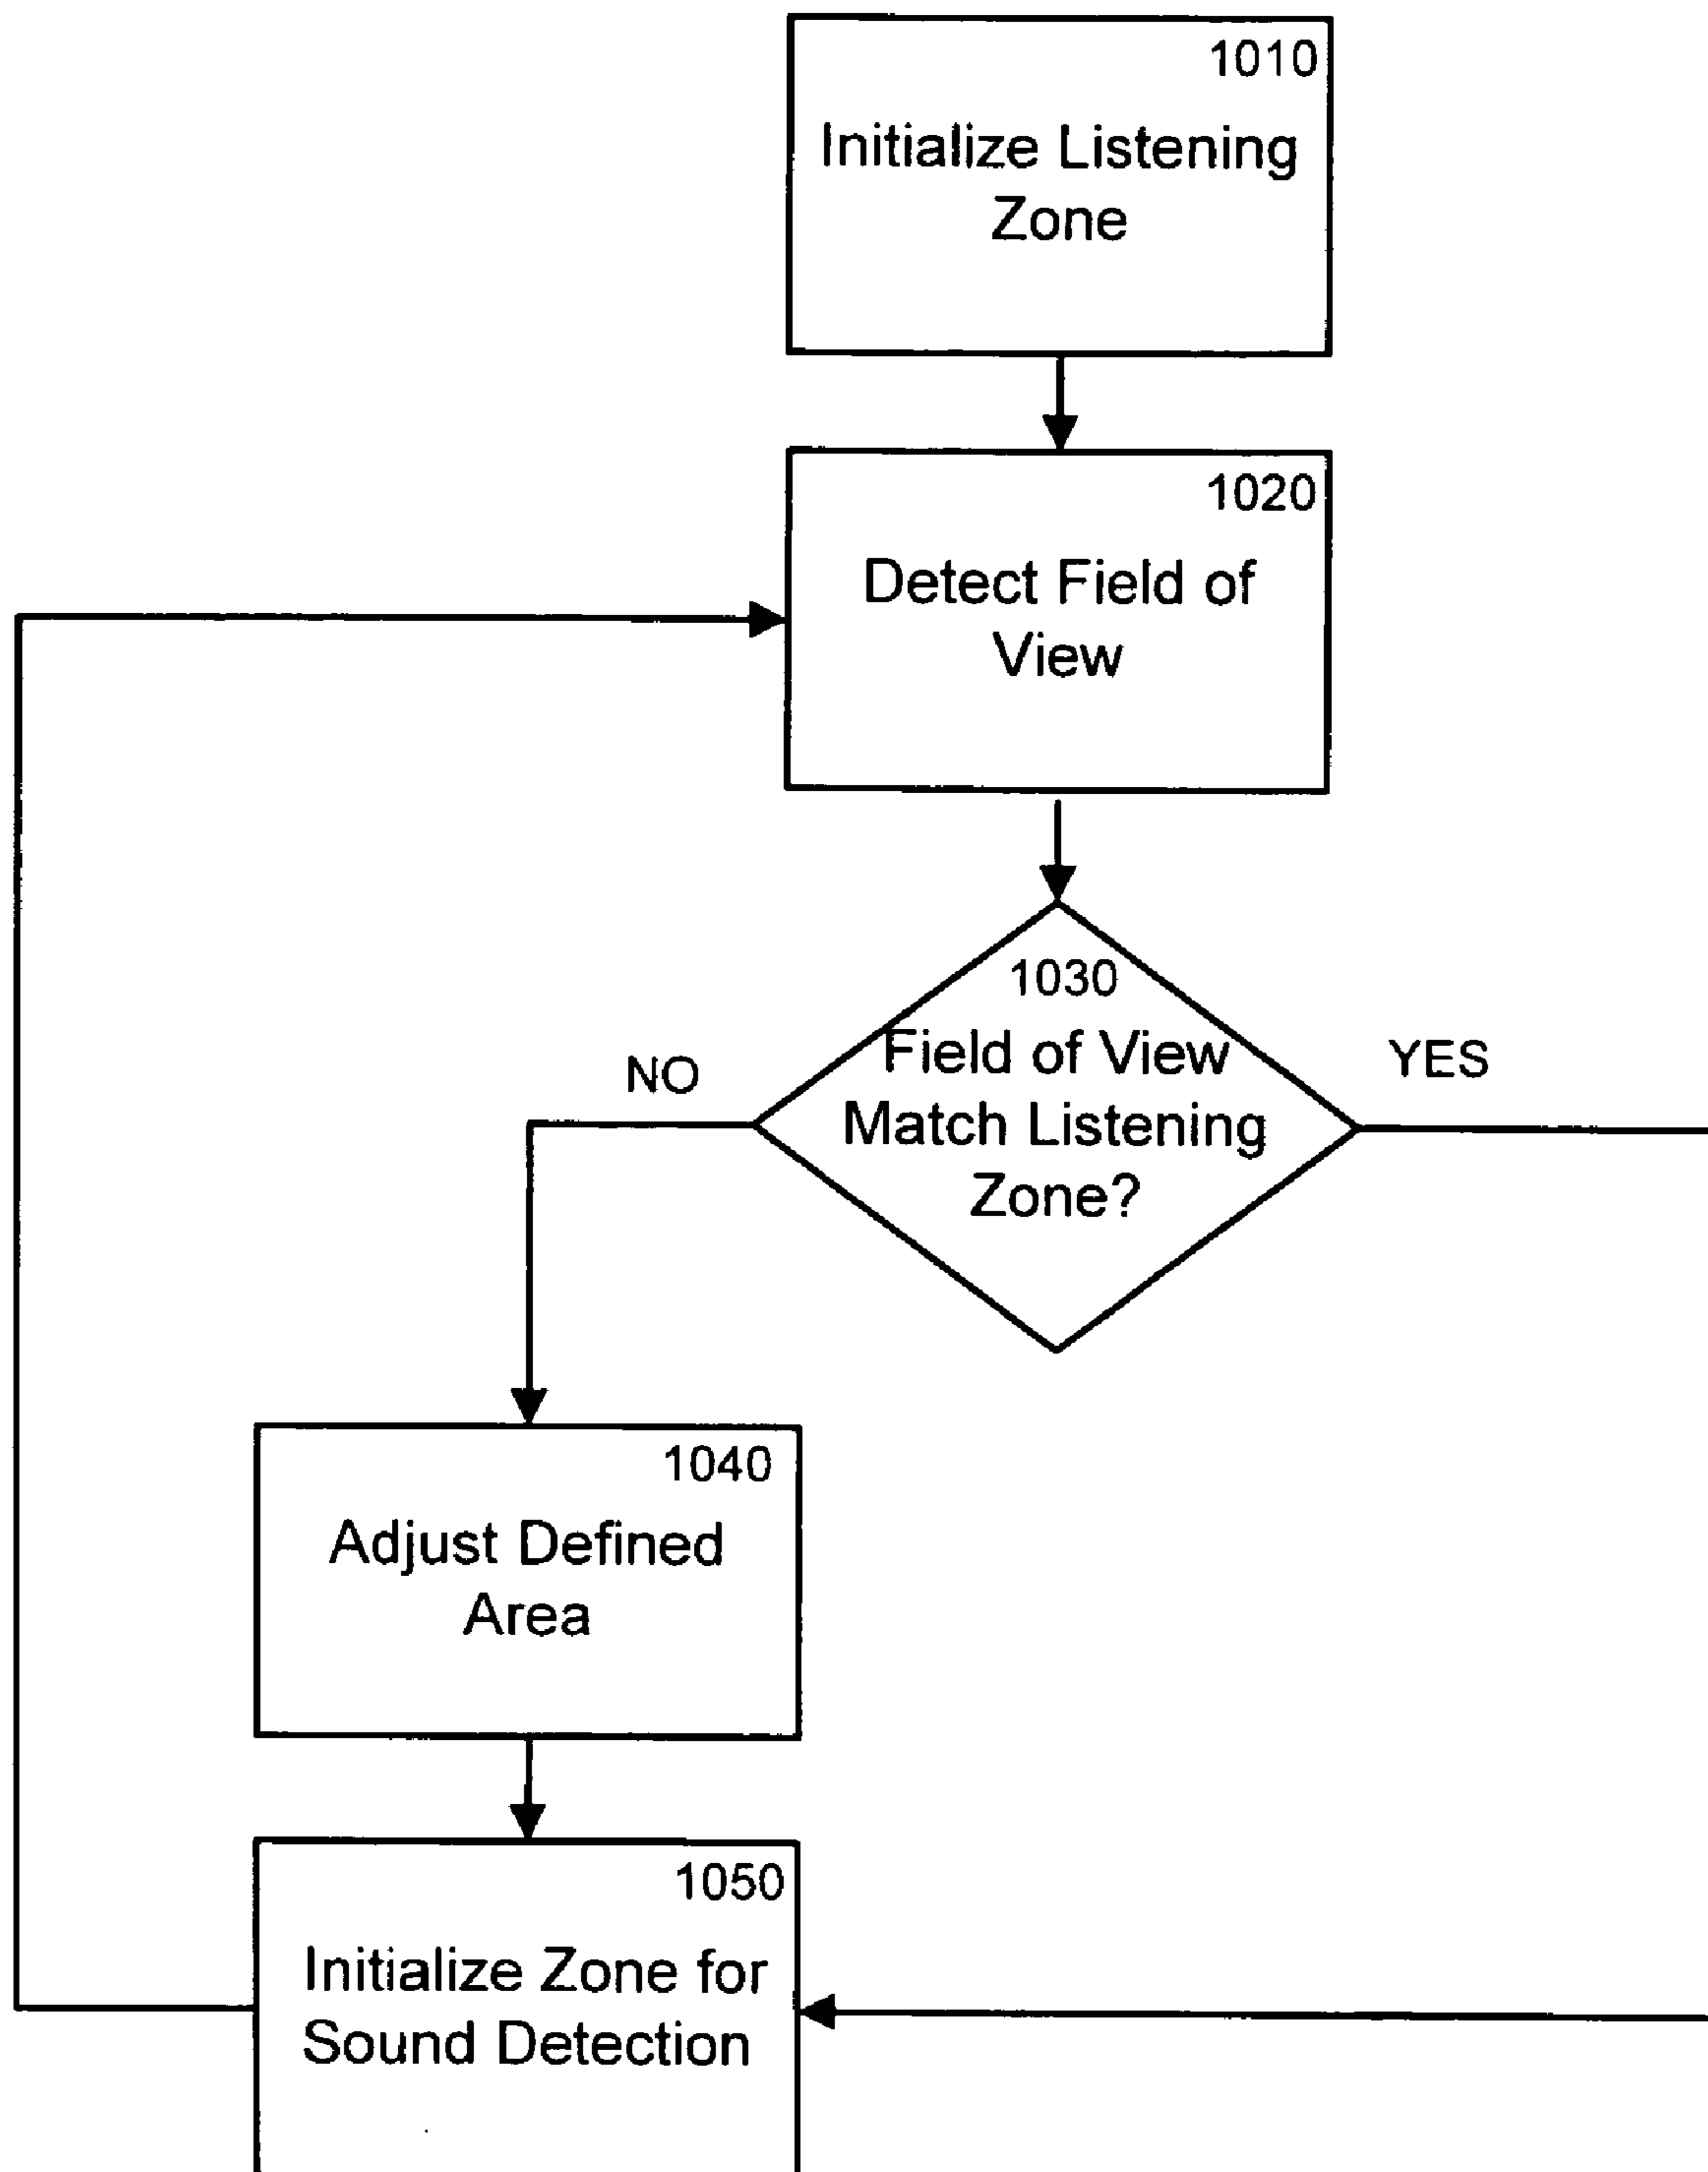 1010
Initialize Listening
Zone
1020
Detect Field of
View
1030
Field of View
Match Listening
Zone?
NO
YES
1040
Adjust Defined
Area
1050
Initialize Zone for
Sound Detection